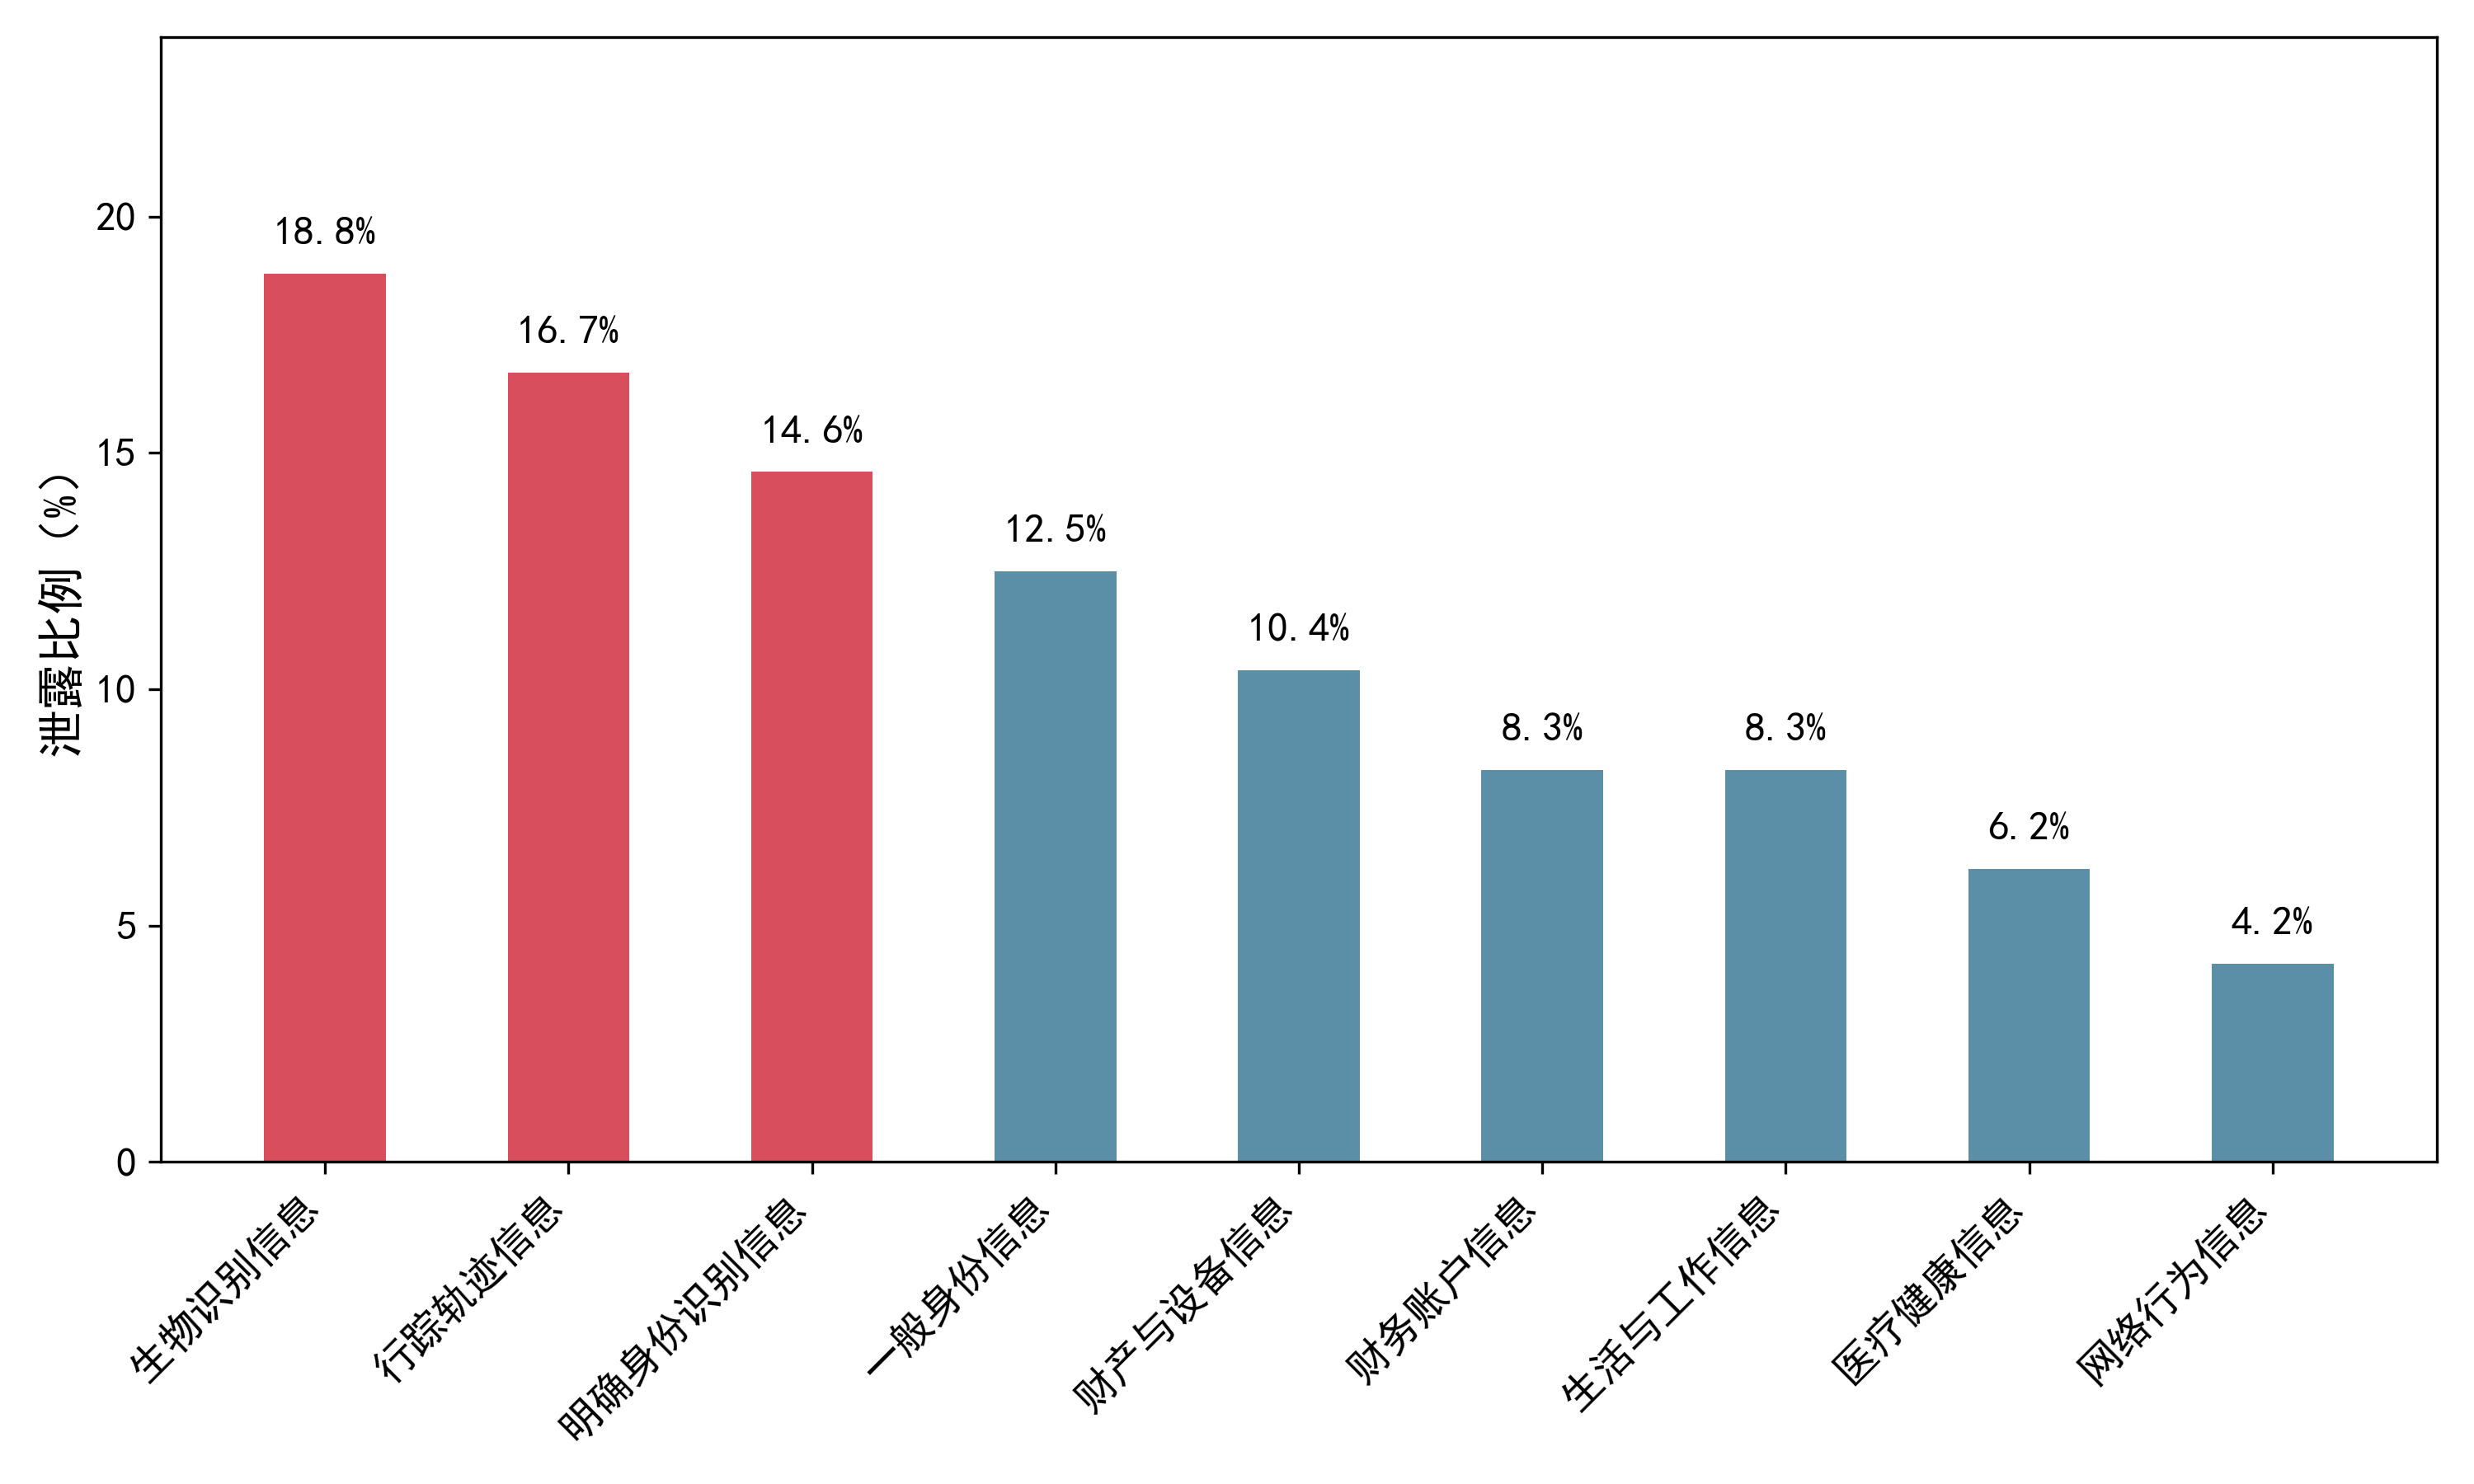 泄露比例 (%)
20
15
10
5
0
18.8%
16.7%
14.6%
12.5%
10.4%
8.3%
8.3%
6.2%
4.2%
生物识别信息
行踪轨迹信息
明确身份识别信息
一般身份信息
财产与设备信息
财务账户信息
生活与工作信息
医疗健康信息
网络行为信息